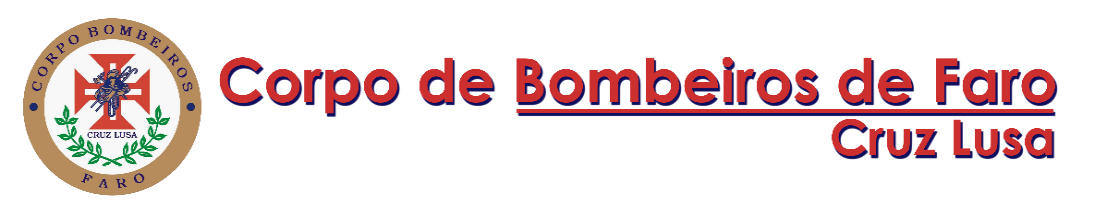 CORPO BOMBEIROS
CRUZ LUSA
FARO
Corpo de Bombeiros de Faro
Cruz Lusa